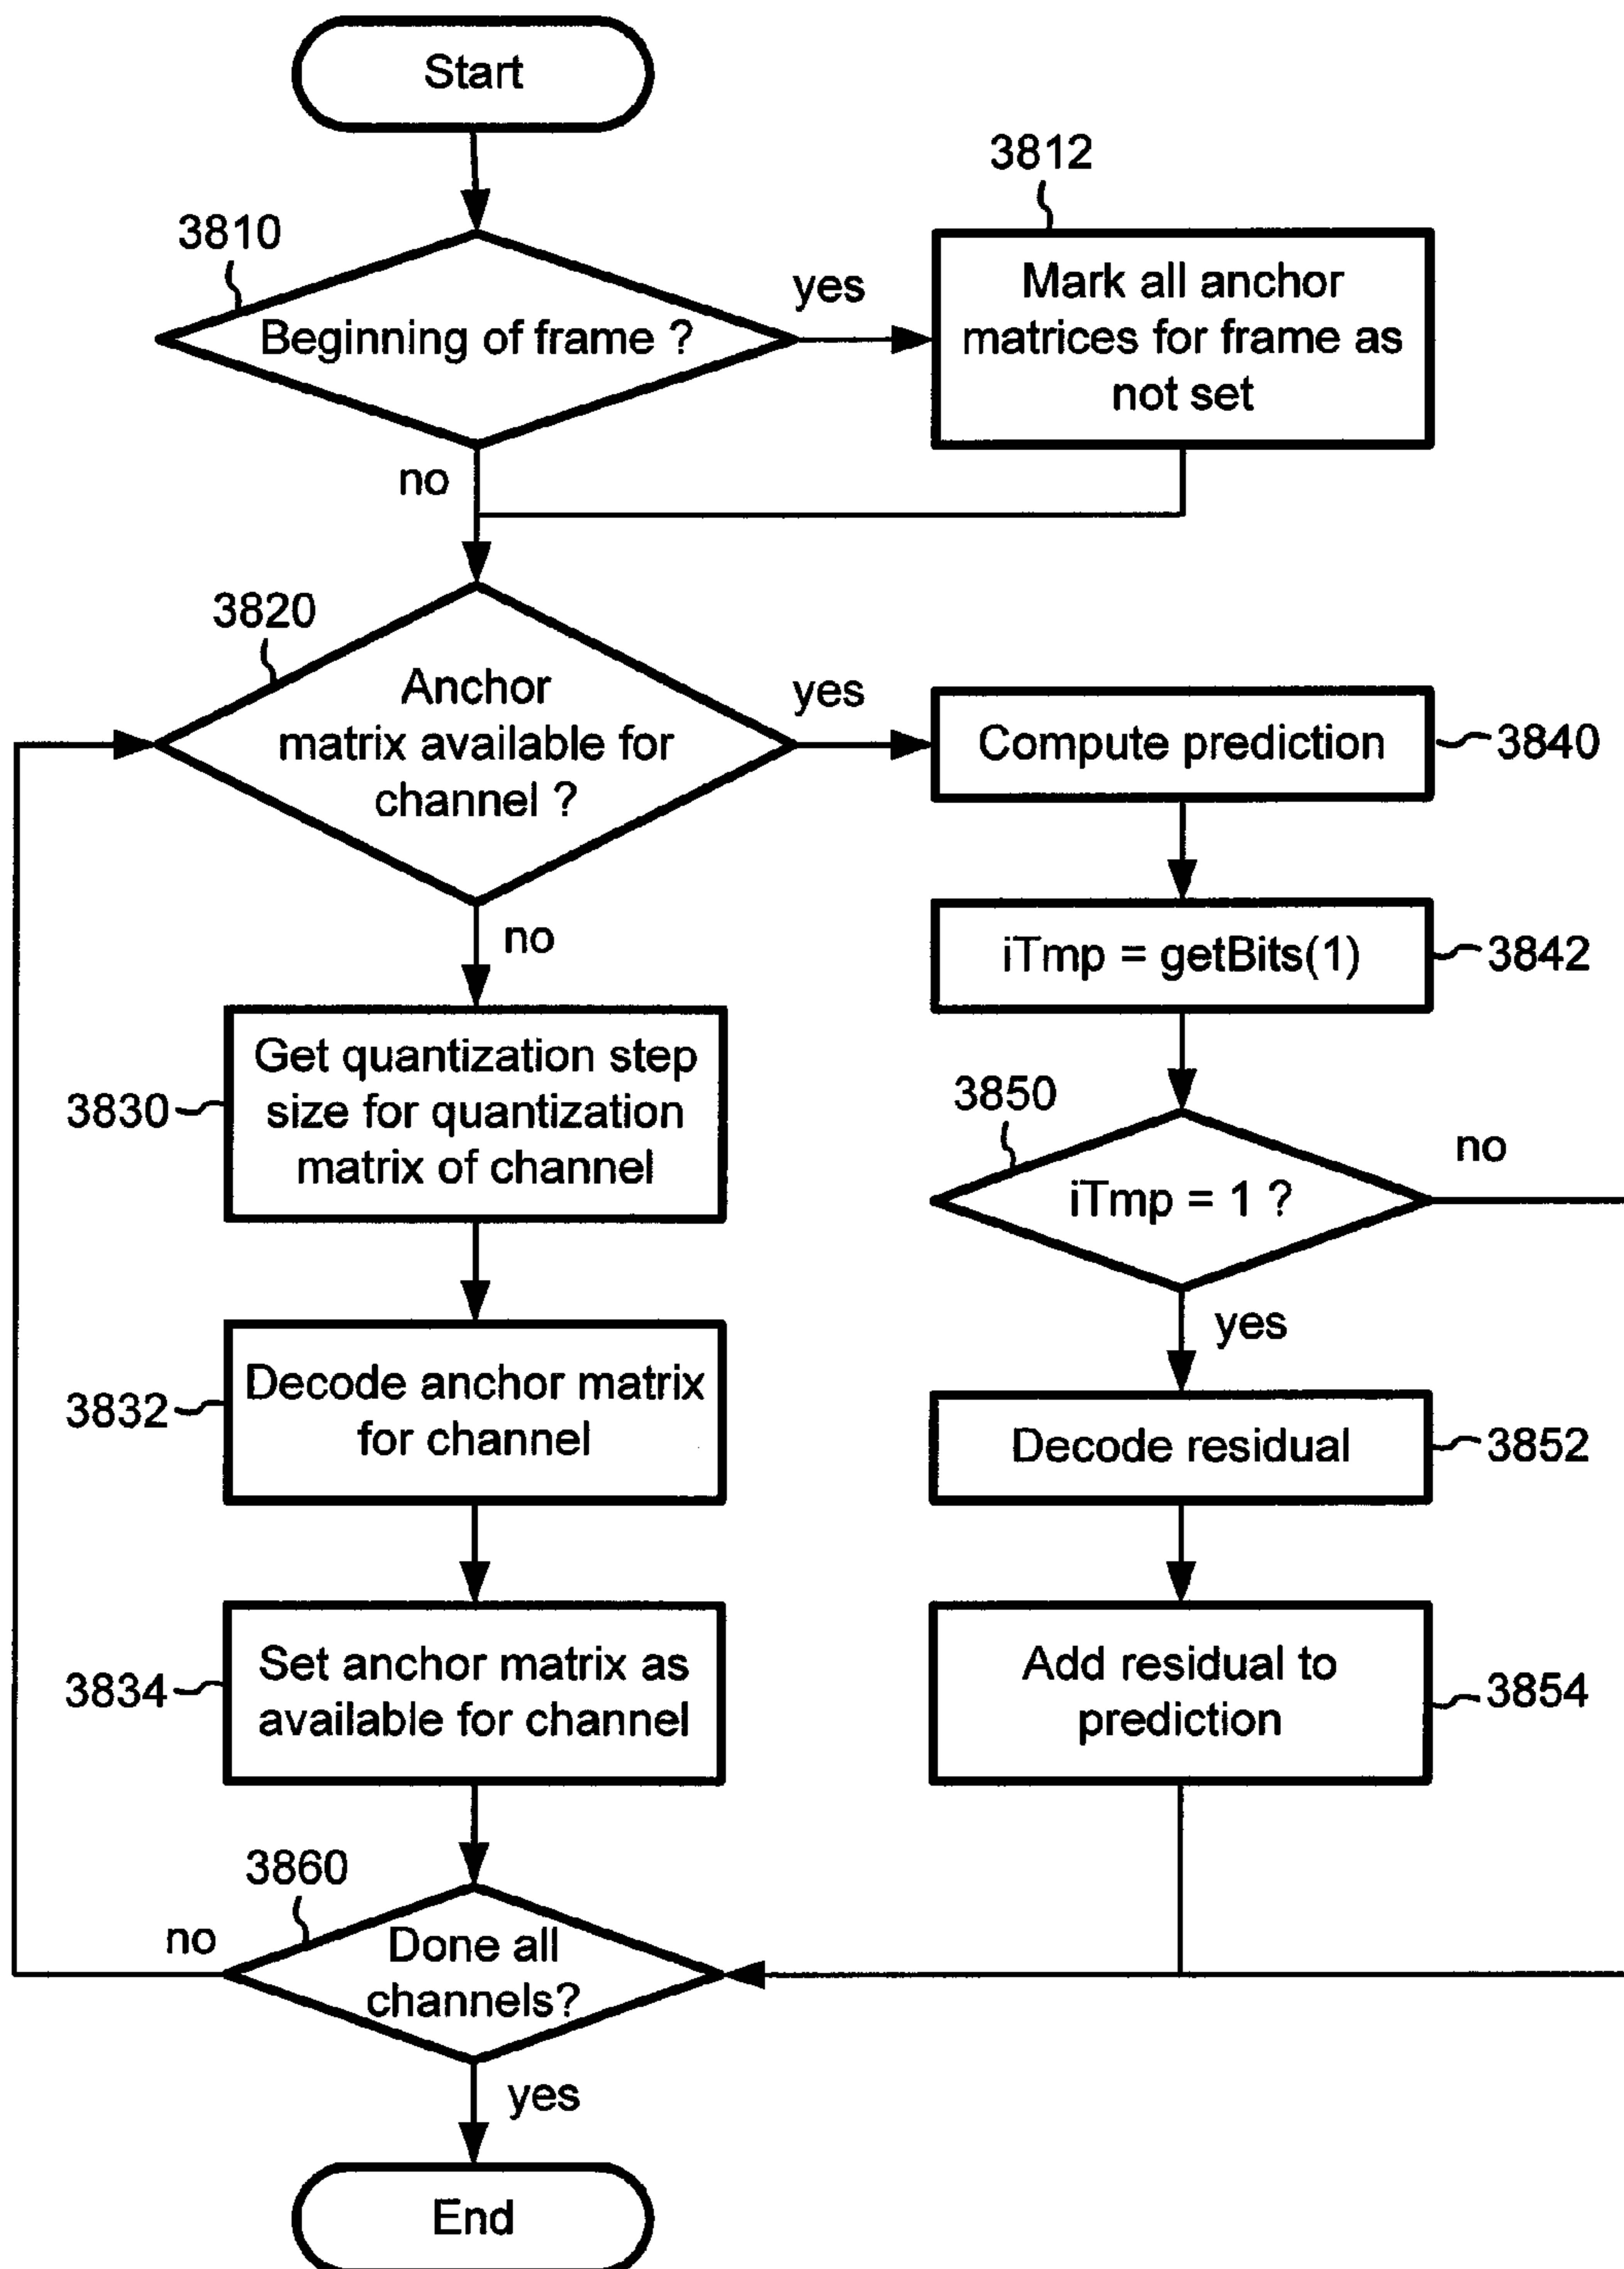 Start
3812
3810
yes
Mark all anchor
matrices for frame as
not set
Beginning of frame ?
no
3820
Anchor
matrix available for
channel ?
yes
Compute prediction
3840
no
iTmp = getBits(1)
3842
Get quantization step
size for quantization
matrix of channel
3830
3850
iTmp = 1 ?
no
yes
Decode anchor matrix
for channel
3832
Decode residual
3852
Set anchor matrix as
available for channel
3834
Add residual to
prediction
3854
3860
no
Done all
channels?
yes
End